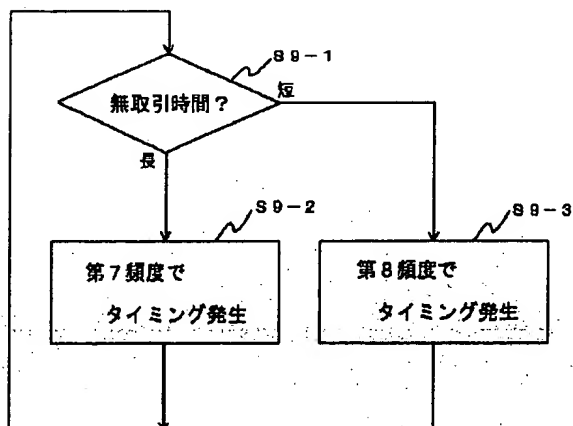 S9-1
無取引時間?
短
長
S9-2
S9-3
第7頻度で
タイミング発生
第8頻度で
タイミング発生